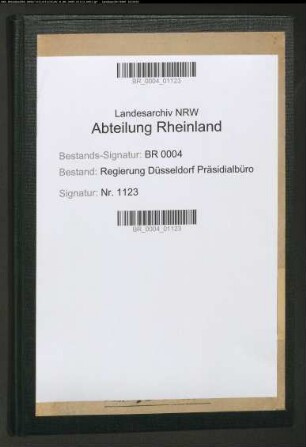 BR_0004_01123
Landesarchiv NRW
Abteilung Rheinland
Bestands-Signatur: BR 0004
Bestand: Regierung Düsseldorf Präsidialbüro
Signatur: Nr. 1123
BR_0004_01123